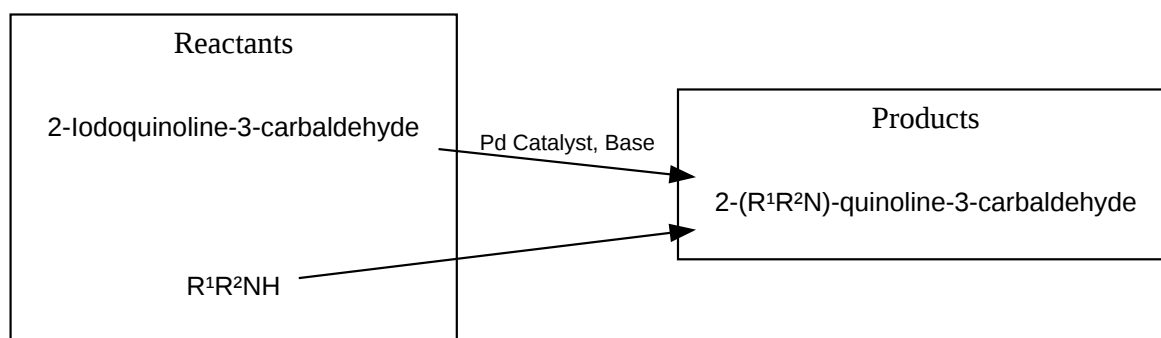 Reactants
2-Iodoquinoline-3-carbaldehyde
Pd Catalyst, Base
R¹R²NH
Products
2-(R¹R²N)-quinoline-3-carbaldehyde